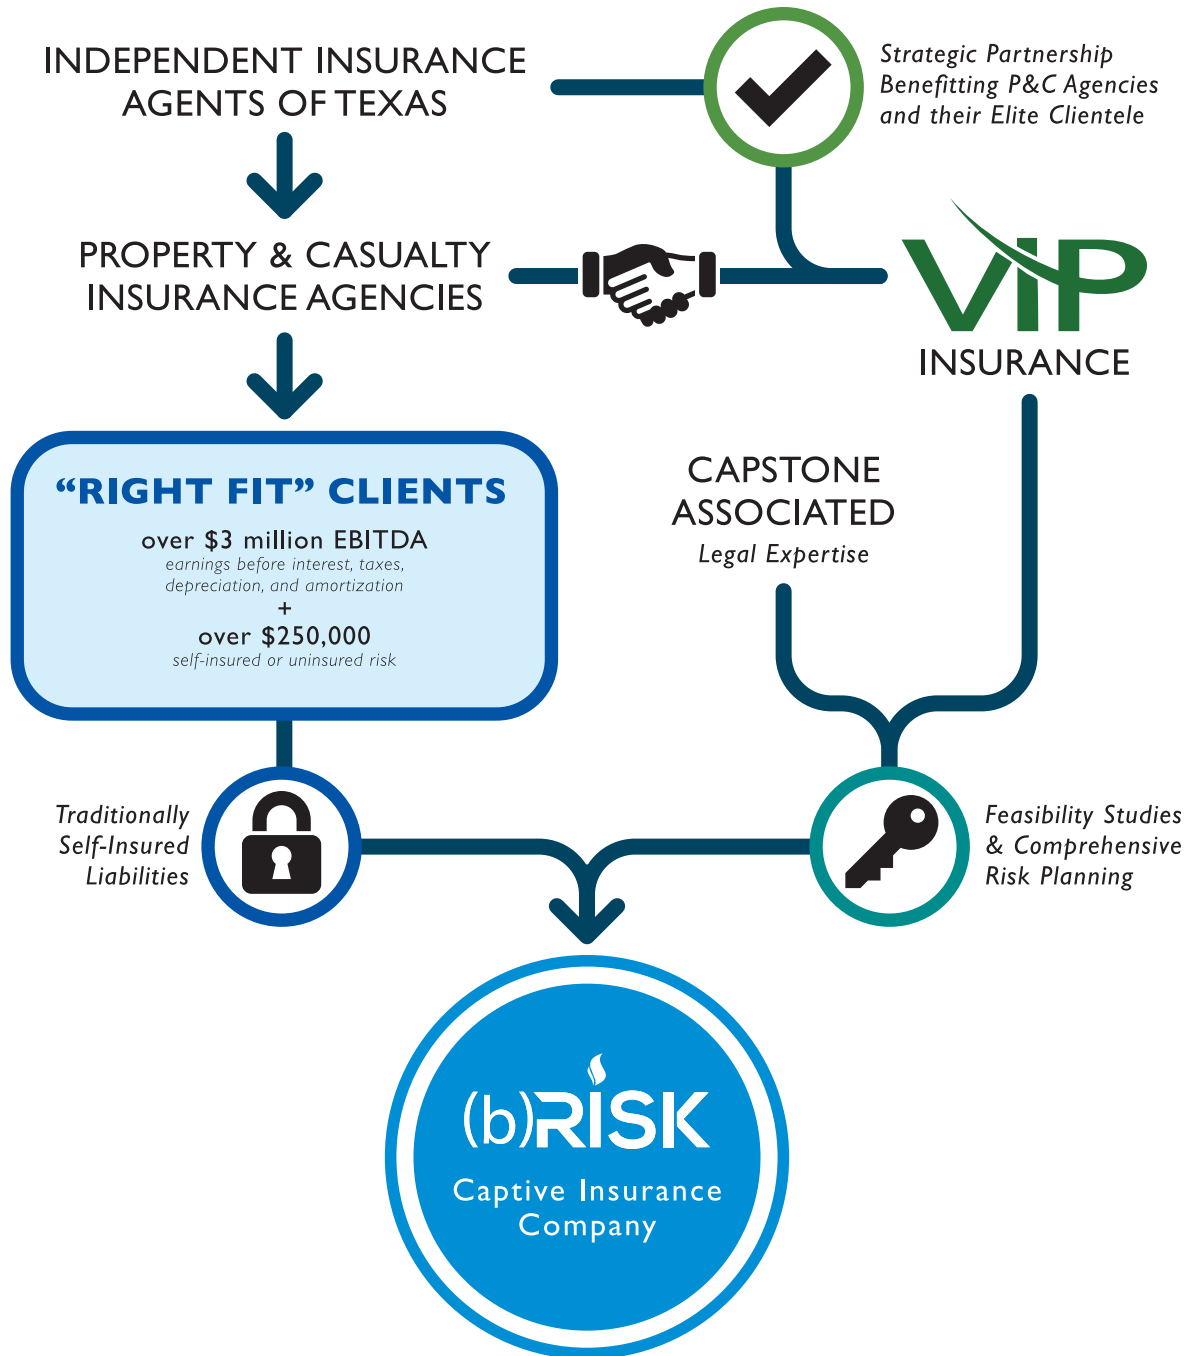 INDEPENDENT INSURANCE
AGENTS OF TEXAS
Strategic Partnership
Benefitting P&C Agencies
and their Elite Clientele
PROPERTY & CASUALTY
INSURANCE AGENCIES
VIP
INSURANCE
“RIGHT FIT” CLIENTS
over $3 million EBITDA
earnings before interest, taxes,
depreciation, and amortization
+
over $250,000
self-insured or uninsured risk
CAPSTONE
ASSOCIATED
Legal Expertise
Traditionally
Self-Insured
Liabilities
Feasibility Studies
& Comprehensive
Risk Planning
(b)RISK
Captive Insurance
Company